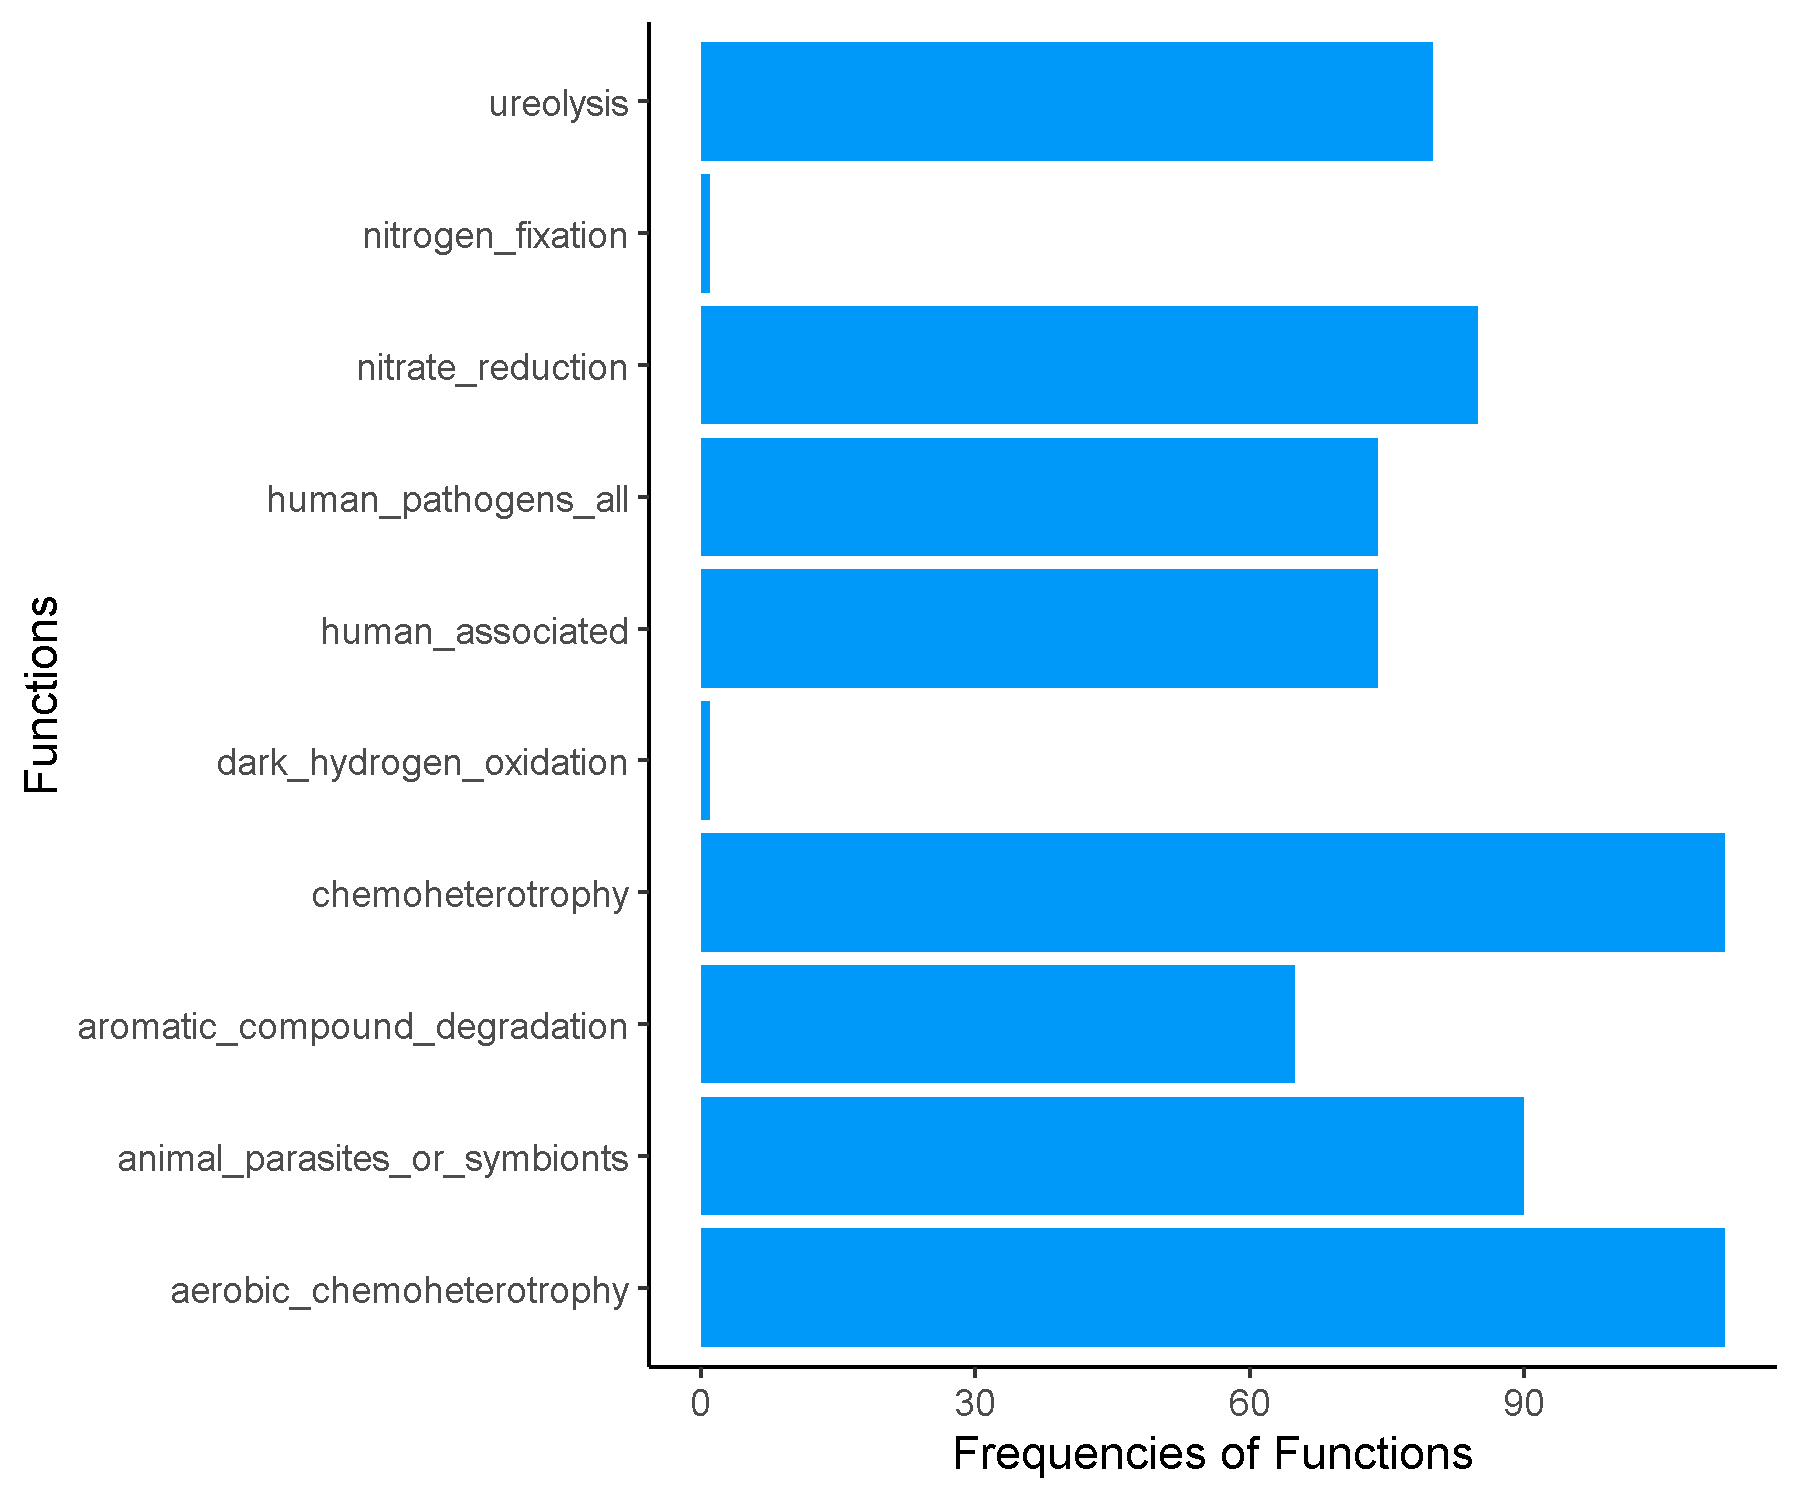 ureolysis
nitrogen_fixation
nitrate_reduction
human_pathogens_all
human_associated
dark_hydrogen_oxidation
chemoheterotrophy
aromatic_compound_degradation
animal_parasites_or_symbionts
aerobic_chemoheterotrophy
Functions
0 30 60 90
Frequencies of Functions